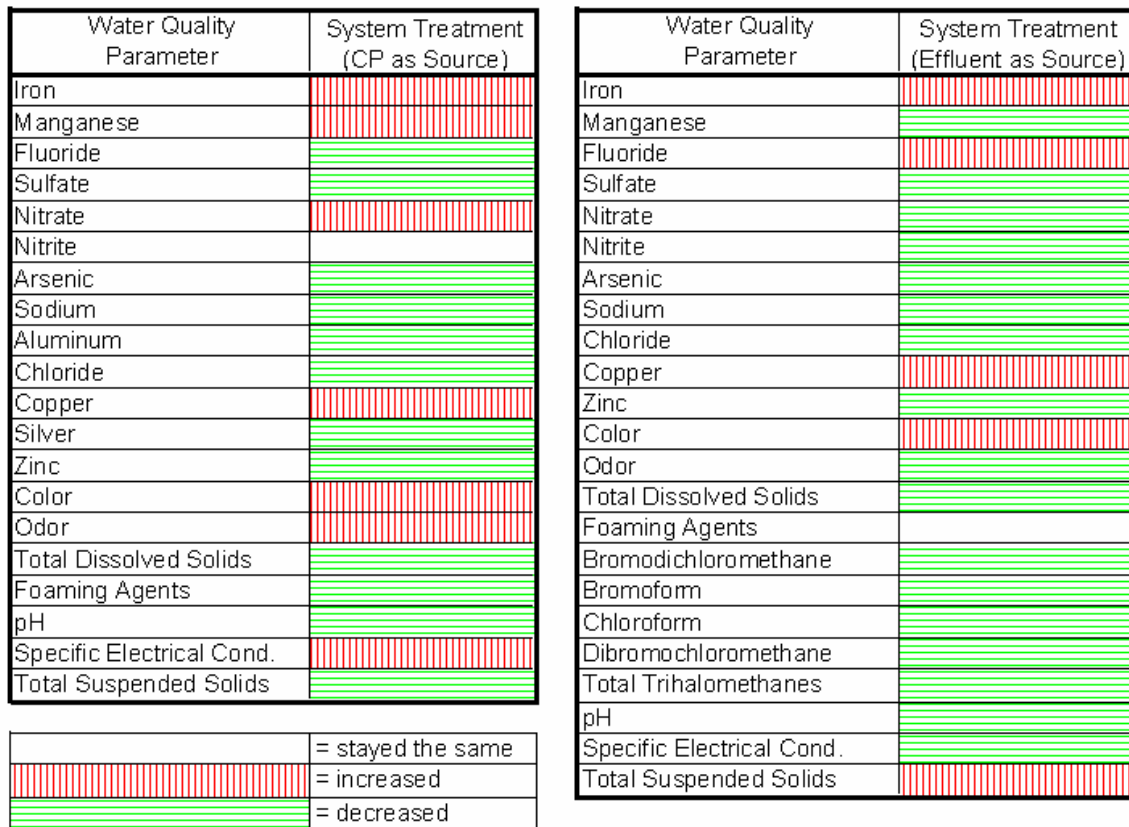 Water Quality
Parameter
System Treatment
(CP as Source)
Iron
Manganese
Fluoride
Sulfate
Nitrate
Nitrite
Arsenic
Sodium
Aluminum
Chloride
Copper
Silver
Zinc
Color
Odor
Total Dissolved Solids
Foaming Agents
pH
Specific Electrical Cond.
Total Suspended Solids
= stayed the same
= increased
= decreased
Water Quality
Parameter
System Treatment
(Effluent as Source)
Iron
Manganese
Fluoride
Sulfate
Nitrate
Nitrite
Arsenic
Sodium
Chloride
Copper
Zinc
Color
Odor
Total Dissolved Solids
Foaming Agents
Bromodichloromethane
Bromoform
Chloroform
Dibromochloromethane
Total Trihalomethanes
pH
Specific Electrical Cond.
Total Suspended Solids